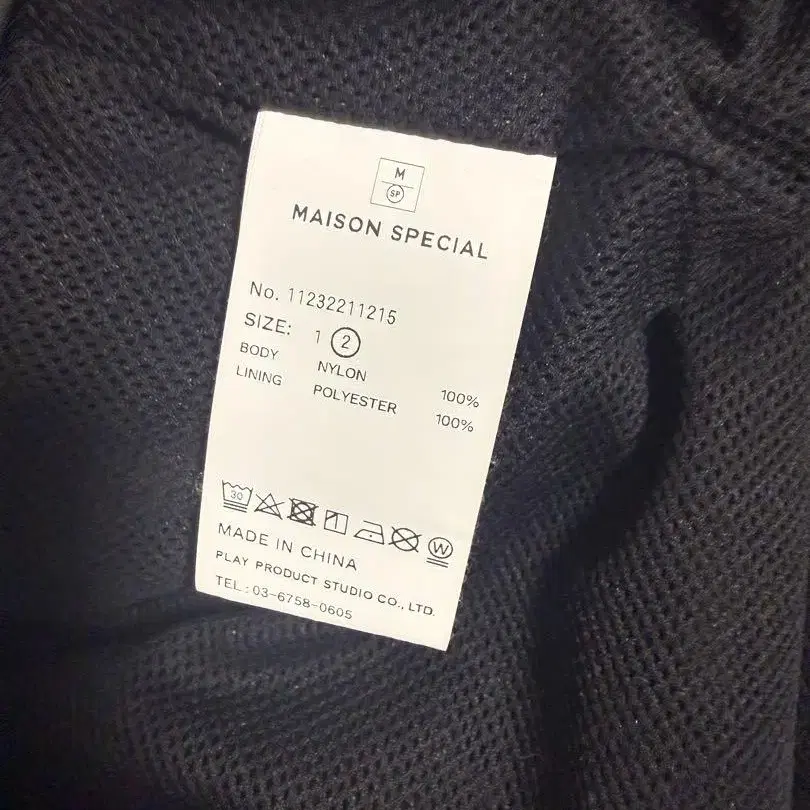 M
SP
MAISON SPECIAL
No. 11232211215
SIZE: 1 2
BODY NYLON 100%
LINING POLYESTER 100%
30
W
MADE IN CHINA
PLAY PRODUCT STUDIO CO., LTD.
TEL:03-6758-0605